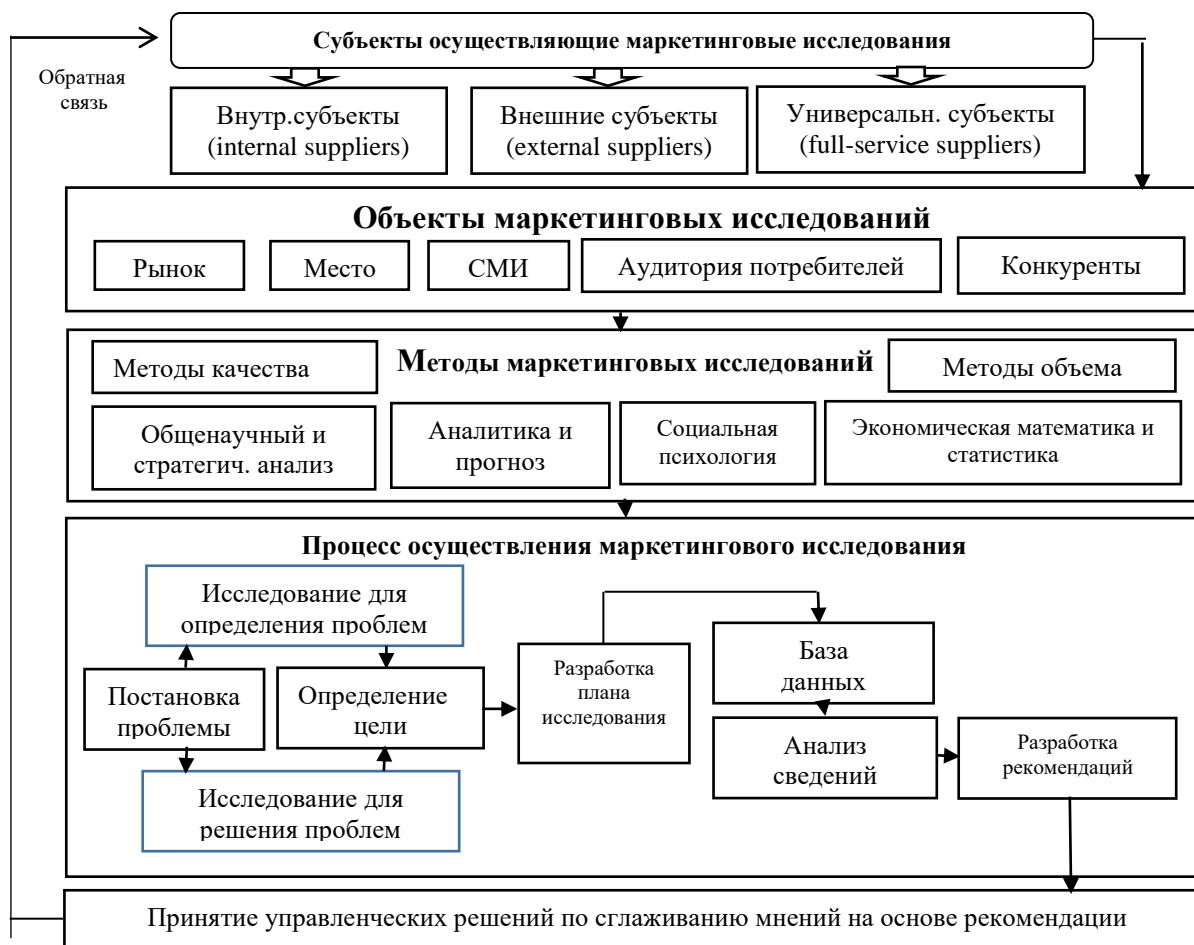 Субъекты осуществляющие маркетинговые исследования
Обратная
связь
Внутр.субъекты
(internal suppliers)
Внешние субъекты
(external suppliers)
Универсальн. субъекты
(full-service suppliers)
Объекты маркетинговых исследований
Рынок
Место
СМИ
Аудитория потребителей
Конкуренты
Методы качества
Методы маркетинговых исследований
Методы объема
Общенаучный и
стратегич. анализ
Аналитика и
прогноз
Социальная
психология
Экономическая математика и
статистика
Процесс осуществления маркетингового исследования
Исследование для
определения проблем
Постановка
проблемы
Определение
цели
Исследование для
решения проблем
Разработка
плана
исследования
База
данных
Анализ
сведений
Разработка
рекомендаций
Принятие управленческих решений по сглаживанию мнений на основе рекомендации